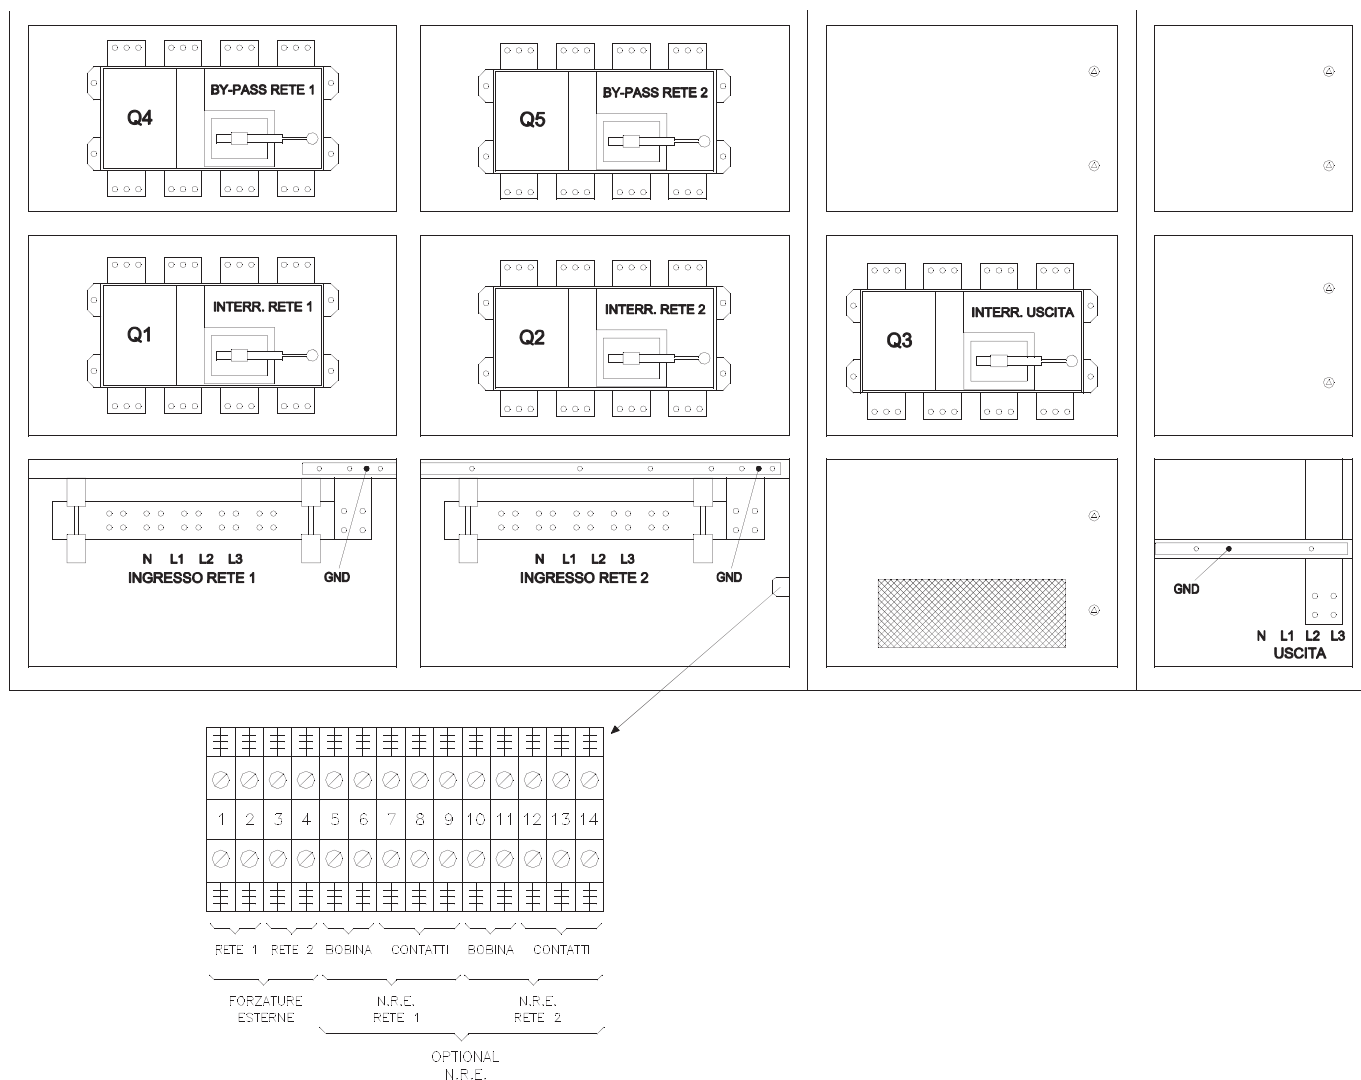 Q4
BY-PASS RETE 1
Q5
BY-PASS RETE 2
Q1
INTERR. RETE 1
Q2
INTERR. RETE 2
Q3
INTERR. USCITA
N L1 L2 L3
INGRESSO RETE 1
GND
N L1 L2 L3
INGRESSO RETE 2
GND
GND
N L1 L2 L3
USCITA
1 2 3 4 5 6 7 8 9 10 11 12 13 14
RETE 1 RETE 2 BOBINA CONTATTI BOBINA CONTATTI
FORZATURE
ESTERNE
N.R.E.
RETE 1
N.R.E.
RETE 2
OPTIONAL
N.R.E.